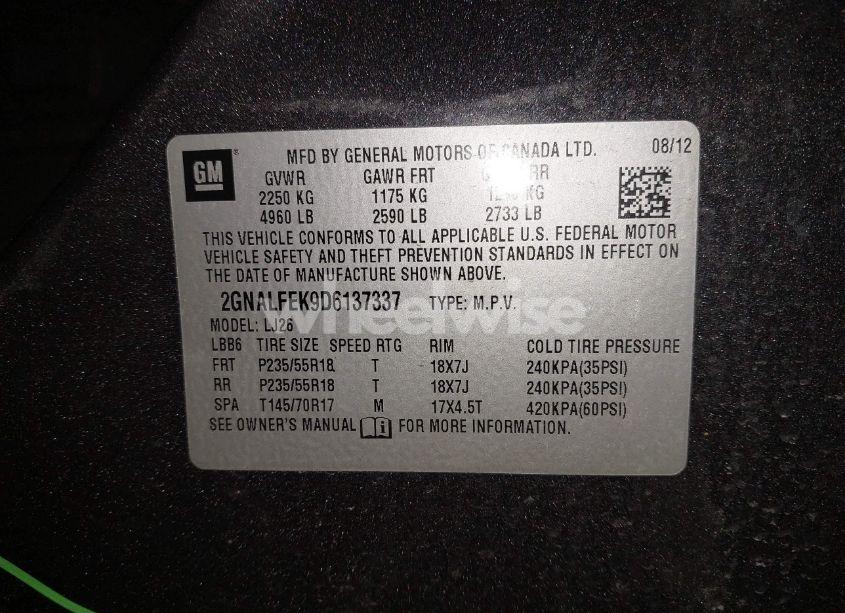 GM ® MFD BY GENERAL MOTORS OF CANADA LTD. 08/12
GVWR GAWR FRT RR
2250 KG 1175 KG KG
4960 LB 2590 LB 2733 LB
THIS VEHICLE CONFORMS TO ALL APPLICABLE U.S. FEDERAL MOTOR
VEHICLE SAFETY AND THEFT PREVENTION STANDARDS IN EFFECT ON
THE DATE OF MANUFACTURE SHOWN ABOVE.
2GNALFEK9D6137337 TYPE: M.P.V.
wheelwise
MODEL: LJ26
LBB6 TIRE SIZE SPEED RTG RIM COLD TIRE PRESSURE
FRT P235/55R18 T 18X7J 240KPA(35PSI)
RR P235/55R18 T 18X7J 240KPA(35PSI)
SPA T145/70R17 M 17X4.5T 420KPA(60PSI)
SEE OWNER'S MANUAL i FOR MORE INFORMATION.